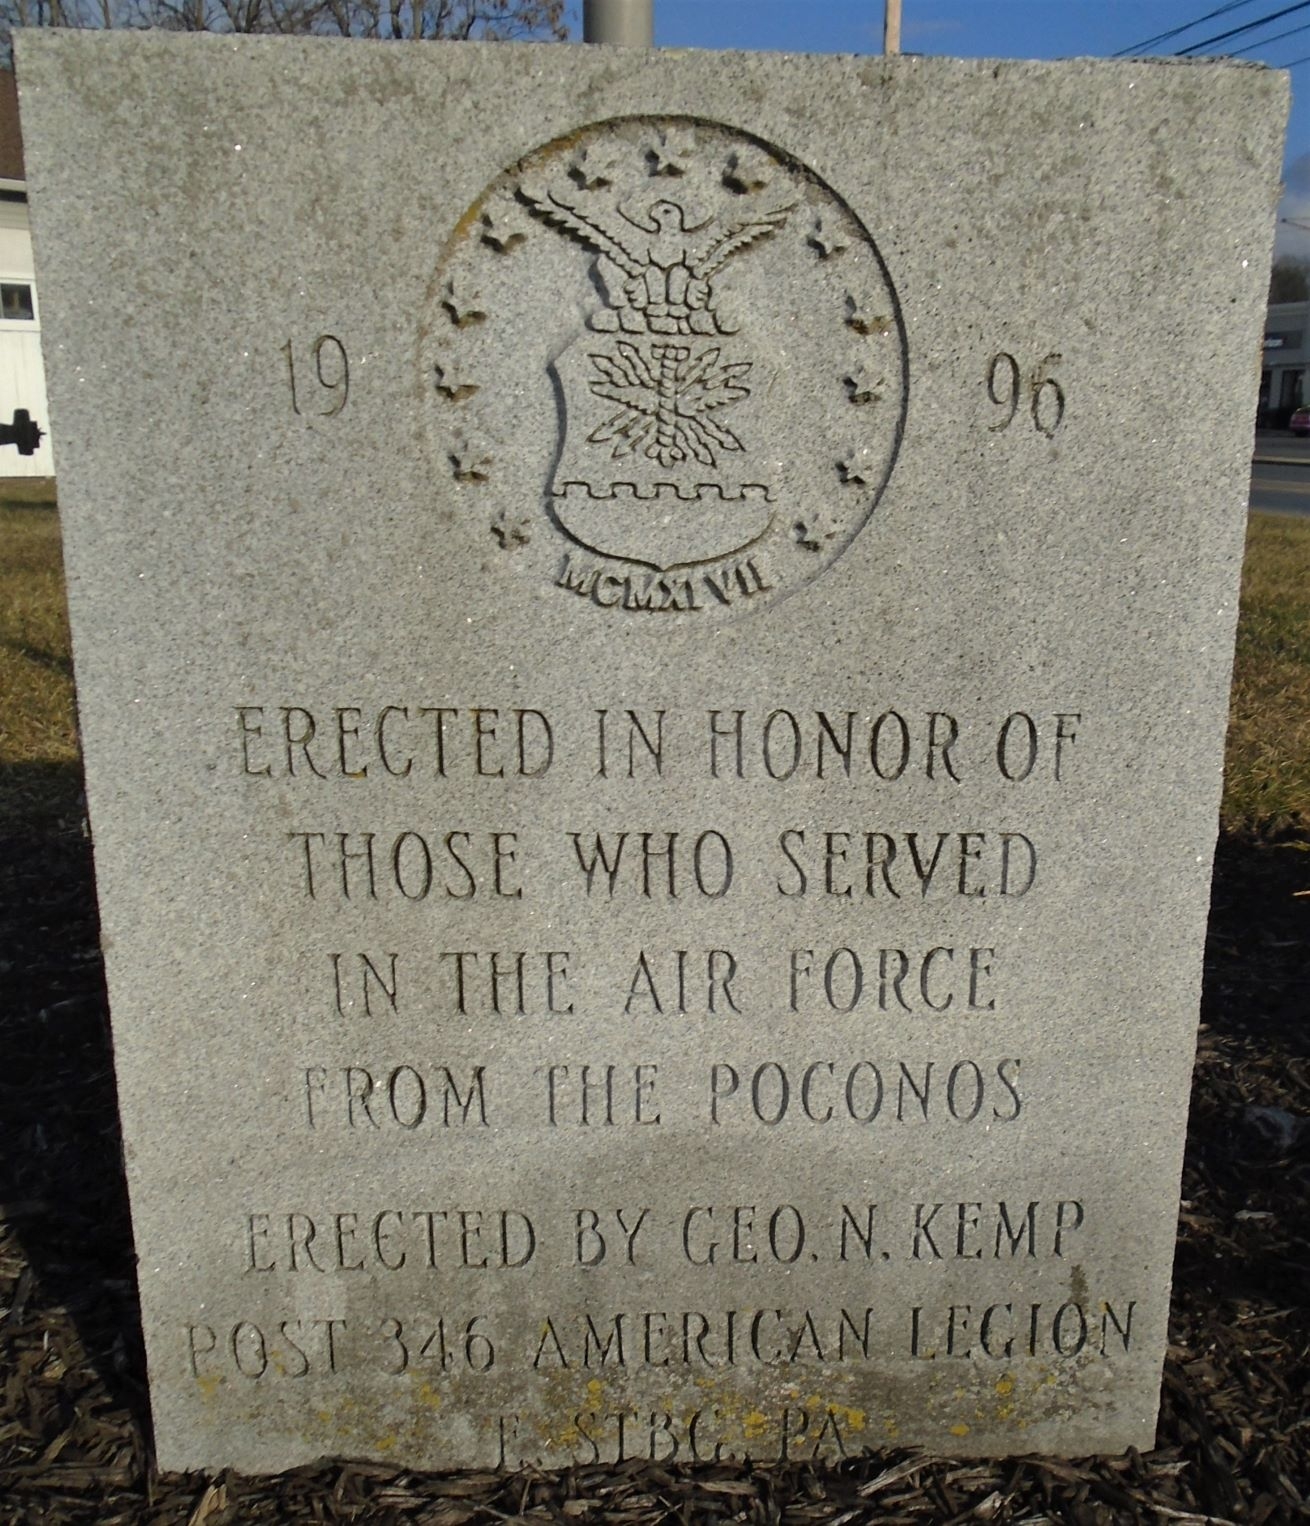 19 96
MCMXLVII
ERECTED IN HONOR OF
THOSE WHO SERVED
IN THE AIR FORCE
FROM THE POCONOS
ERECTED BY GEO. N. KEMP
POST 346 AMERICAN LEGION
E. STBG. PA